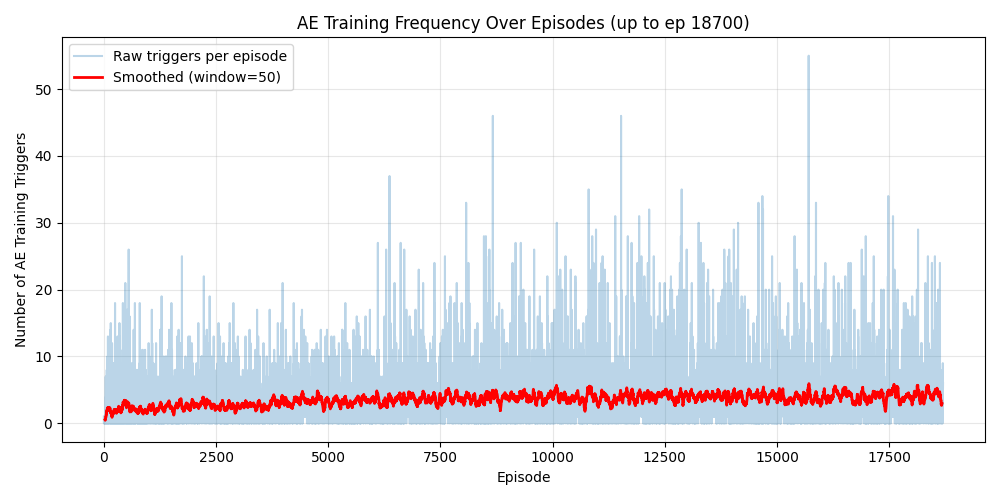 AE Training Frequency Over Episodes (up to ep 18700)
Raw triggers per episode
Smoothed (window=50)
Number of AE Training Triggers
50
40
30
20
10
0
0 2500 5000 7500 10000 12500 15000 17500
Episode